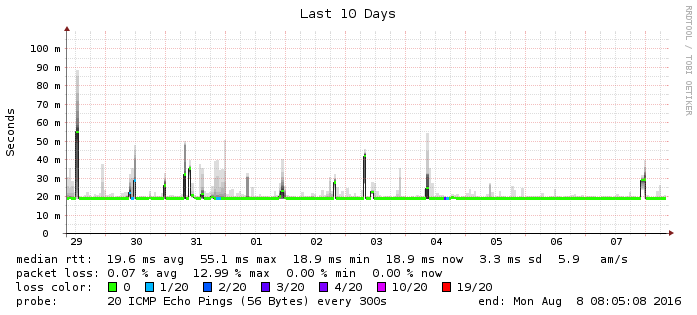 Last 10 Days
RRDTOOL / TOBI OETIKER
Seconds
100 m
90 m
80 m
70 m
60 m
50 m
40 m
30 m
20 m
10 m
0
29 30 31 01 02 03 04 05 06 07
median rtt: 19.6 ms avg 55.1 ms max 18.9 ms min 18.9 ms now 3.3 ms sd 5.9 am/s
packet loss: 0.07 % avg 12.99 % max 0.00 % min 0.00 % now
loss color: 0 1/20 2/20 3/20 4/20 10/20 19/20
probe: 20 ICMP Echo Pings (56 Bytes) every 300s end: Mon Aug 8 08:05:08 2016